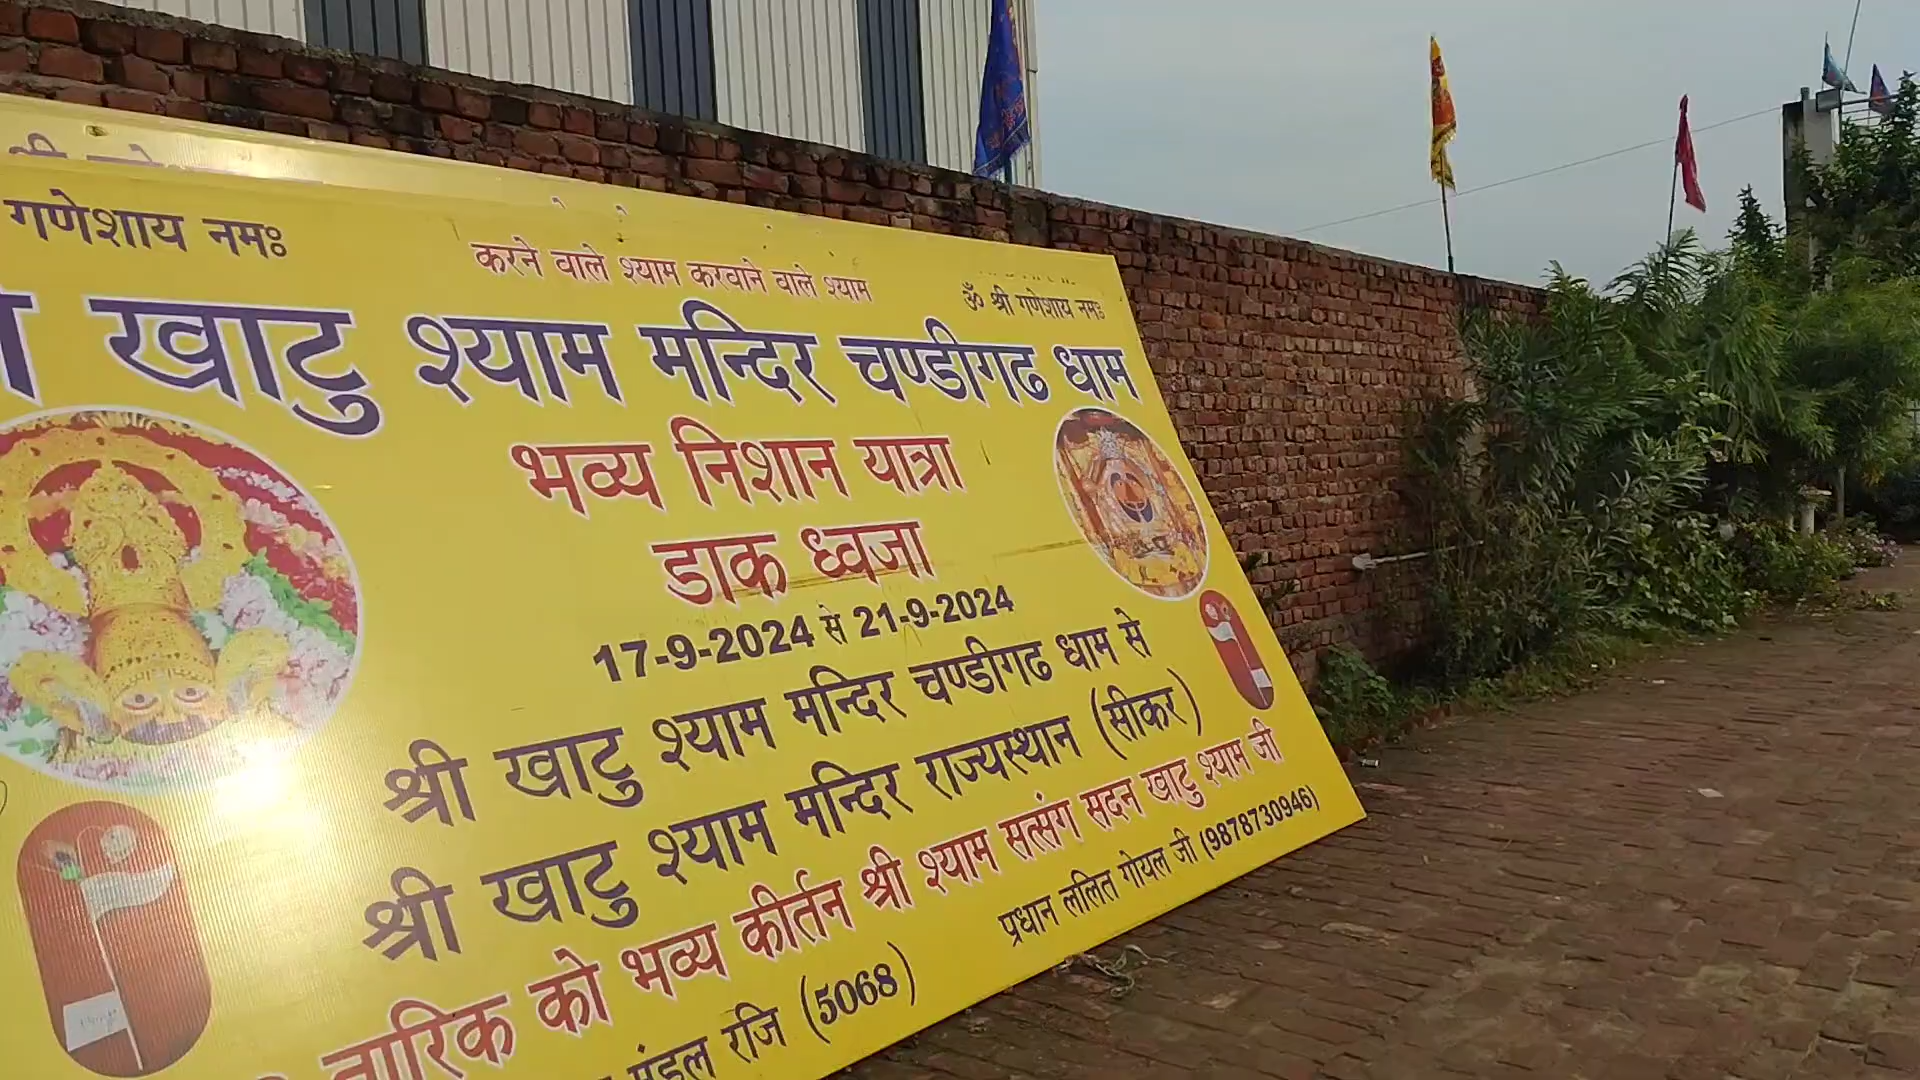 गणेशाय नमः
करने वाले श्याम करवाने वाले श्याम
ॐ श्री गणेशाय नमः
खाटु श्याम मन्दिर चण्डीगढ धाम
भव्य निशान यात्रा
डाक ध्वजा
17-9-2024 से 21-9-2024
श्री खाटु श्याम मन्दिर चण्डीगढ धाम से
श्री खाटु श्याम मन्दिर राज्यस्थान (सीकर)
तारिक को भव्य कीर्तन श्री श्याम सत्संग सदन खाटु श्याम जी
मंडल रजि (5068)
प्रधान ललित गोयल जी (9878730946)